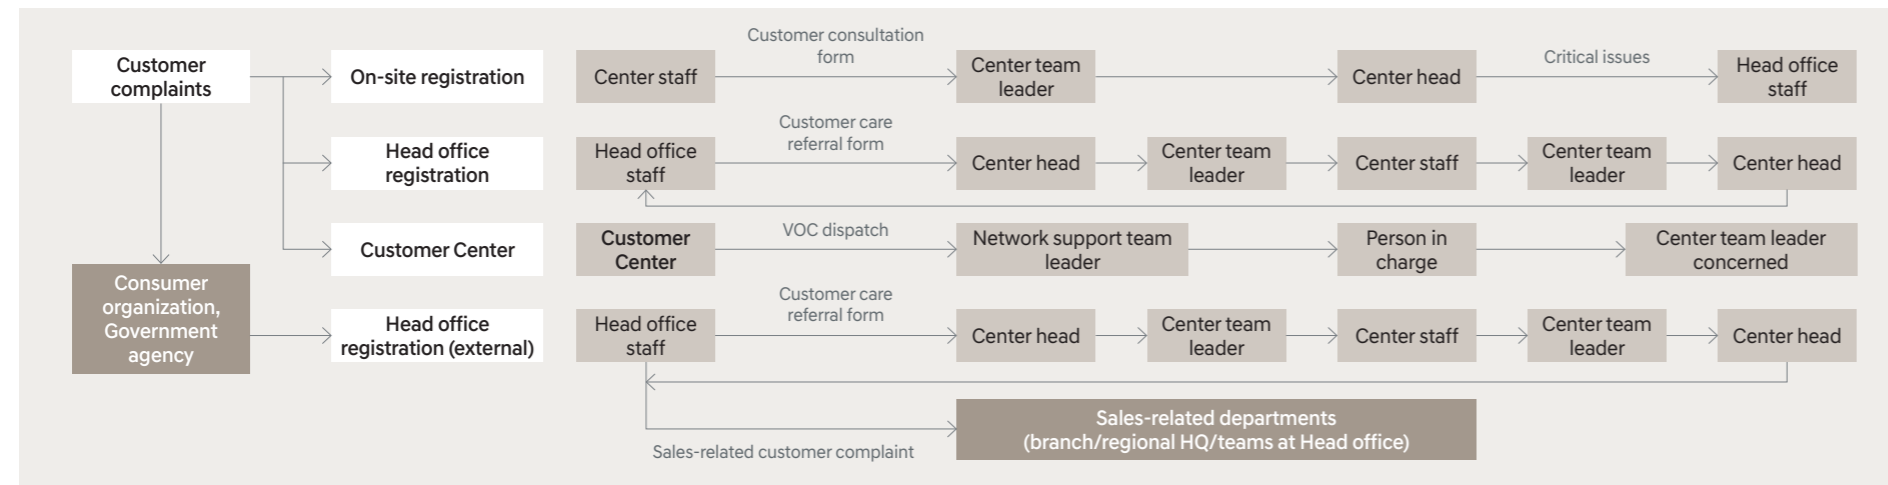 Customer
complaints
On-site registration
Center staff
Customer consultation
form
Center team
leader
Center head
Critical issues
Head office
staff
Head office
registration
Head office
staff
Customer care
referral form
Center head
Center team
leader
Center staff
Center team
leader
Center head
Customer Center
Customer
Center
VOC dispatch
Network support team
leader
Person in
charge
Center team leader
concerned
Consumer
organization,
Government
agency
Head office
registration (external)
Head office
staff
Customer care
referral form
Center head
Center team
leader
Center staff
Center team
leader
Center head
Sales-related customer complaint
Sales-related departments
(branch/regional HQ/teams at Head office)